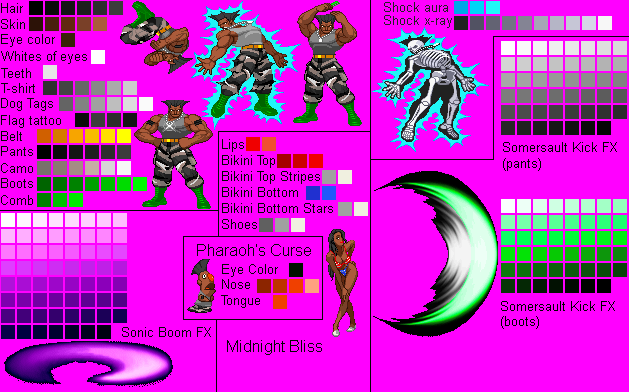 Hair
Skin
Eye color
Whites of eyes
Teeth
T-shirt
Dog Tags
Flag tattoo
Belt
Pants
Camo
Boots
Comb
Sonic Boom FX
Lips
Bikini Top
Bikini Top Stripes
Bikini Bottom
Bikini Bottom Stars
Shoes
Pharaoh's Curse
Eye Color
Nose
Tongue
Midnight Bliss
Shock aura
Shock x-ray
Somersault Kick FX
(pants)
Somersault Kick FX
(boots)